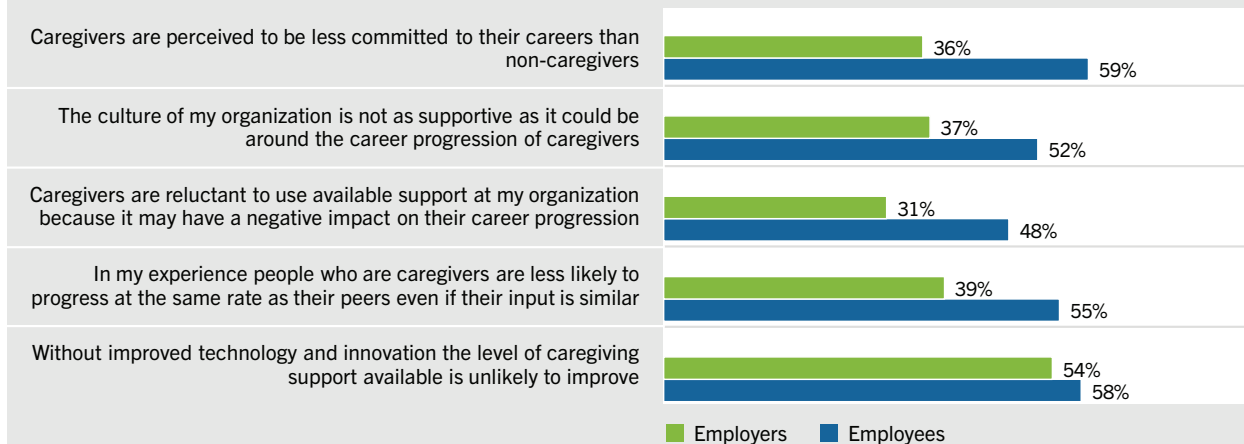 Caregivers are perceived to be less committed to their careers than
non-caregivers
36%
59%
The culture of my organization is not as supportive as it could be
around the career progression of caregivers
37%
52%
Caregivers are reluctant to use available support at my organization
because it may have a negative impact on their career progression
31%
48%
In my experience people who are caregivers are less likely to
progress at the same rate as their peers even if their input is similar
39%
55%
Without improved technology and innovation the level of caregiving
support available is unlikely to improve
54%
58%
Employers Employees